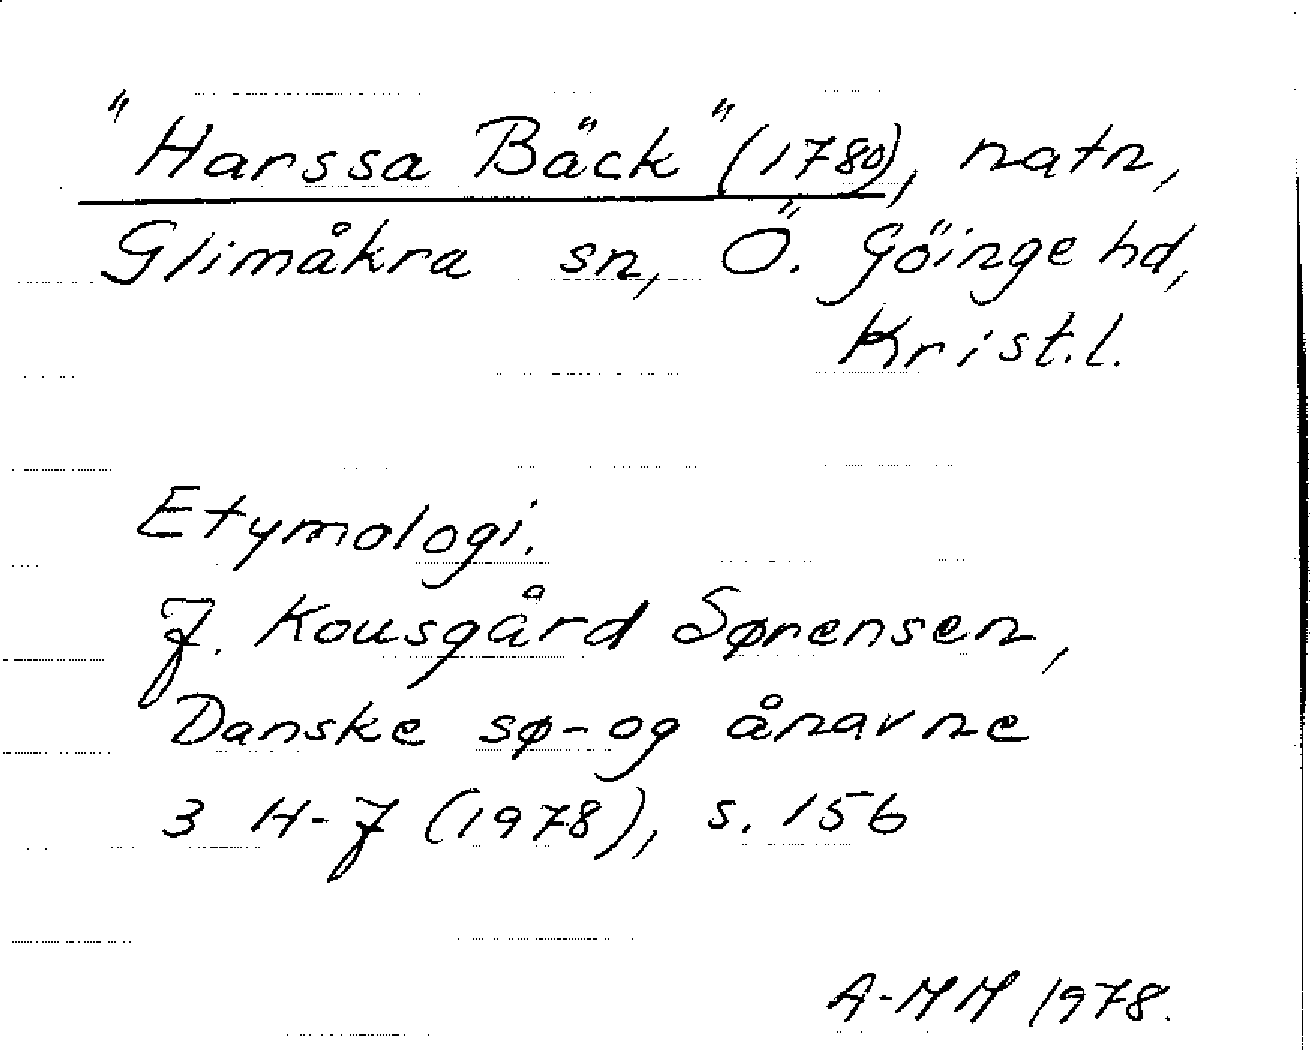 "Harssa Bäck" (1780), natn,
Glimåkra sn, Ö. Göinge hd,
Krist.l.
Etymologi.
J. Kousgård Sørensen,
Danske sø- og ånavne
3 H-J (1978), s. 156
A-MM 1978.